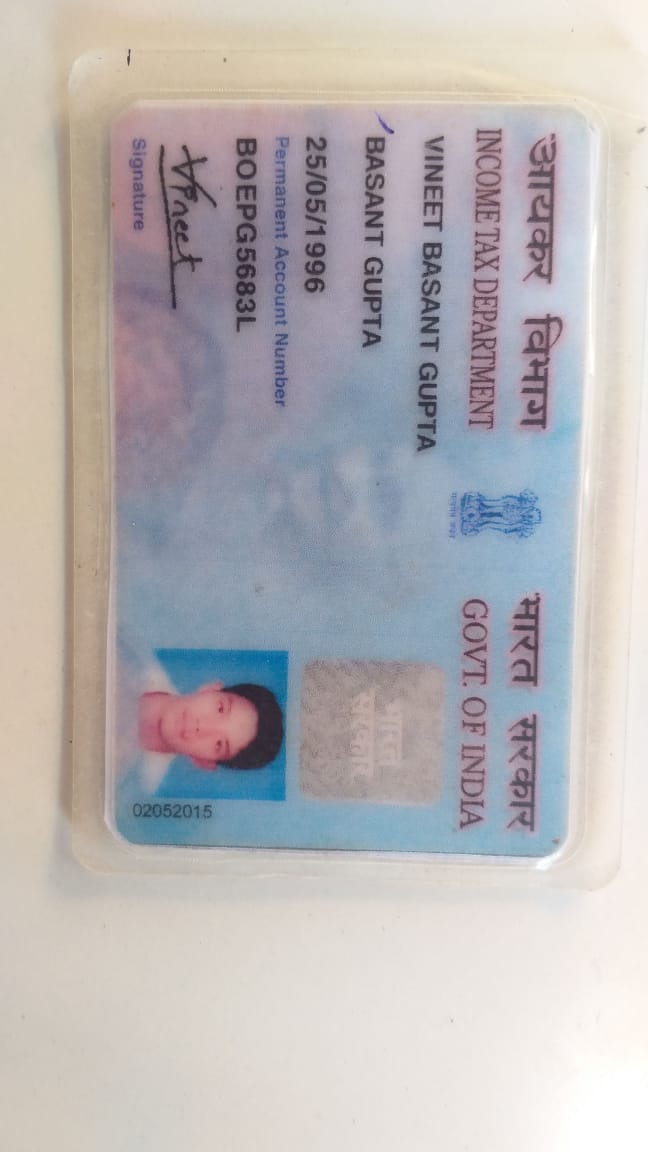 आयकर विभाग
INCOME TAX DEPARTMENT
भारत सरकार
GOVT. OF INDIA
VINEET BASANT GUPTA
BASANT GUPTA
25/05/1996
Permanent Account Number
BOEPG5683L
Signature
Vineet
भारत
सरकार
02052015